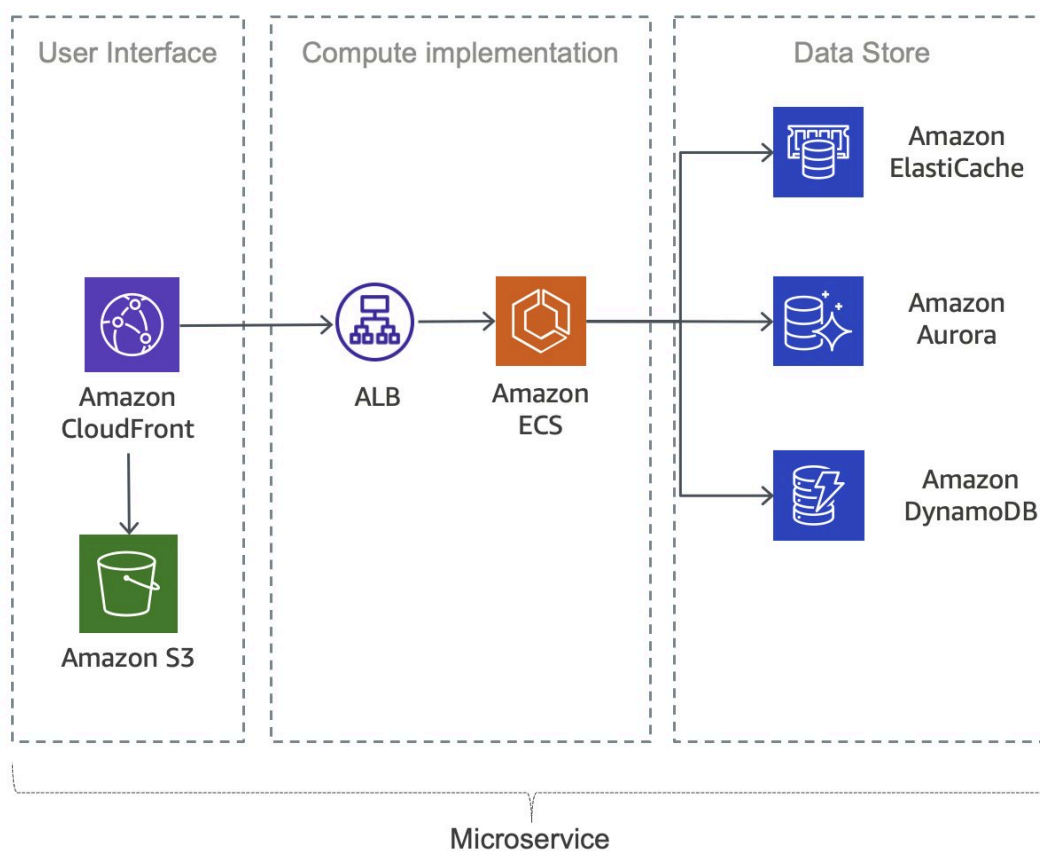 User Interface
Compute implementation
Data Store
Amazon
ElastiCache
Amazon
CloudFront
ALB
Amazon
ECS
Amazon
Aurora
Amazon
DynamoDB
Amazon S3
Microservice